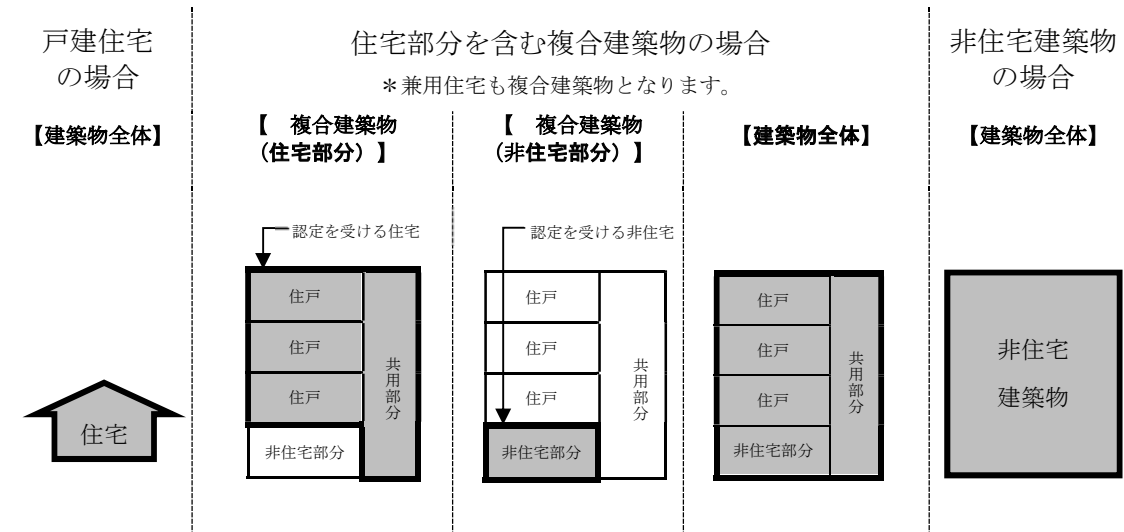 戸建住宅
の場合
【建築物全体】
住宅
住宅部分を含む複合建築物の場合
＊兼用住宅も複合建築物となります。
【　複合建築物
（住宅部分）】
認定を受ける住宅
住戸
住戸
住戸
共用部分
非住宅部分
【　複合建築物
（非住宅部分）】
認定を受ける非住宅
住戸
住戸
住戸
共用部分
非住宅部分
【建築物全体】
住戸
住戸
住戸
共用部分
非住宅部分
非住宅建築物
の場合
【建築物全体】
非住宅
建築物